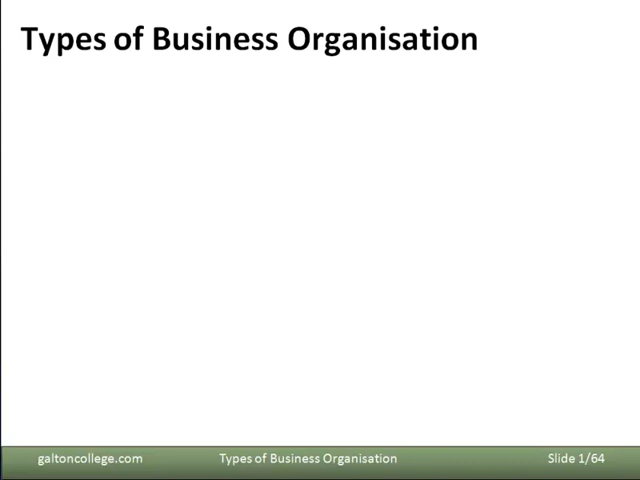 Types of Business Organisation
galtoncollege.com Types of Business Organisation Slide 1/64